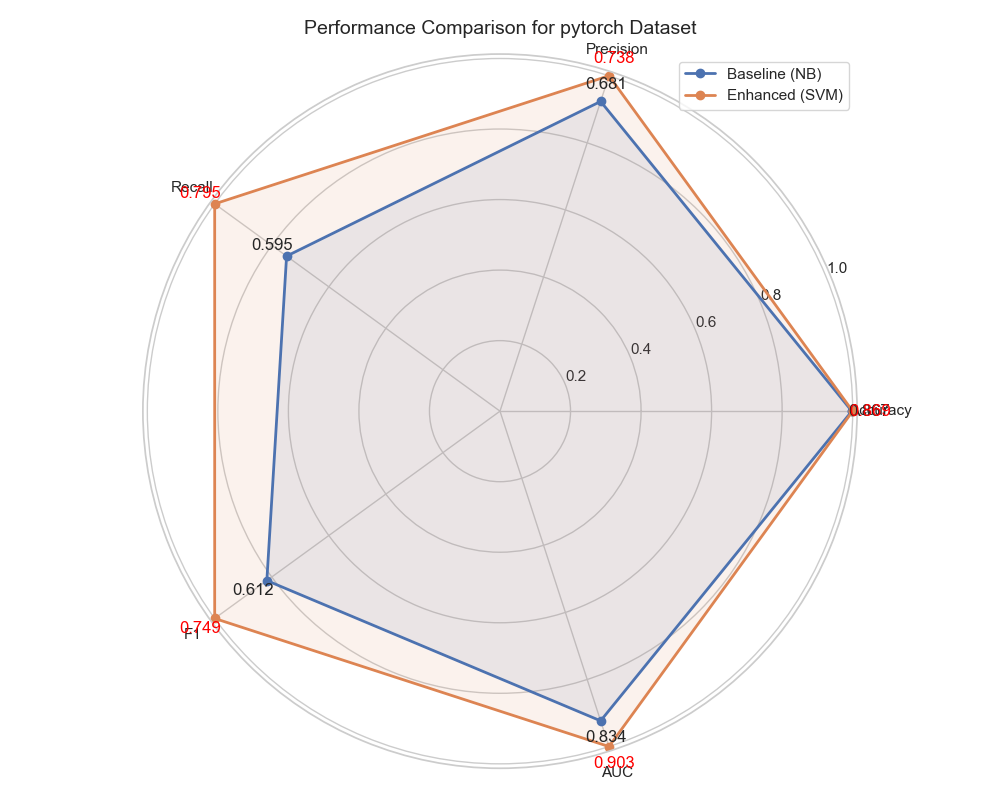 Performance Comparison for pytorch Dataset
Precision
0.738
0.681
Baseline (NB)
Enhanced (SVM)
Recall
0.795
0.595
1.0
0.8
0.6
0.4
0.2
Accuracy
0.612
0.749
F1
0.834
0.903
AUC